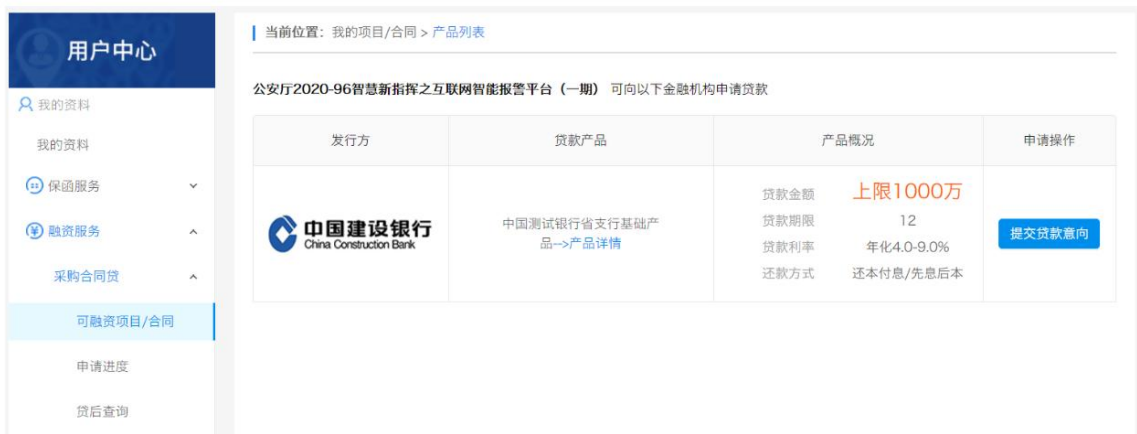 用户中心
我的资料
我的资料
保函服务
融资服务
采购合同贷
可融资项目/合同
申请进度
贷后查询
当前位置：我的项目/合同 > 产品列表
公安厅2020-96智慧新指挥之互联网智能报警平台（一期） 可向以下金融机构申请贷款
发行方 贷款产品 产品概况 申请操作
中国建设银行
China Construction Bank
中国测试银行省支行基础产
品-->产品详情
贷款金额 上限1000万
贷款期限 12
贷款利率 年化4.0-9.0%
还款方式 还本付息/先息后本
提交贷款意向